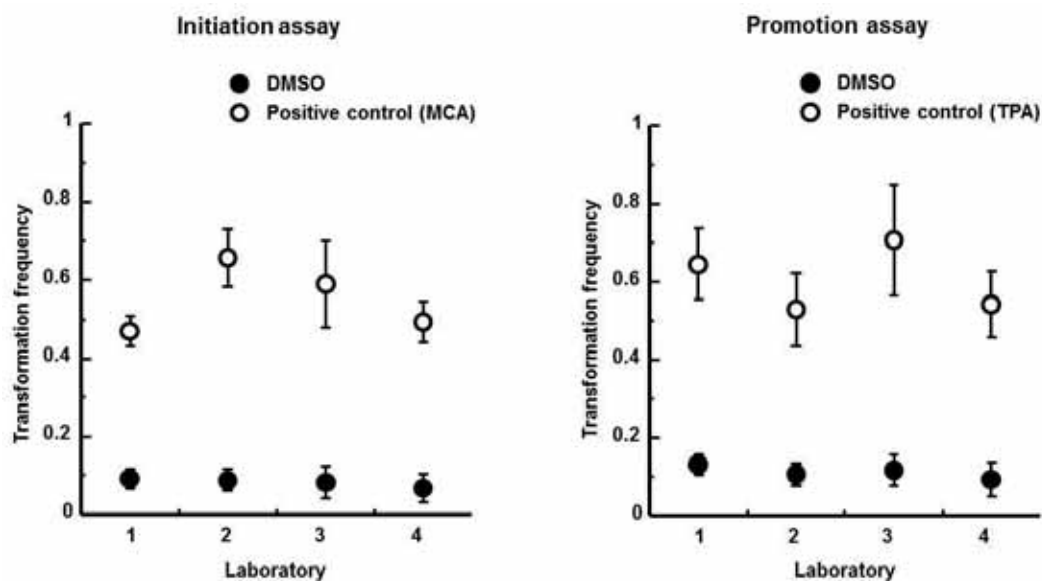 Initiation assay
DMSO
Positive control (MCA)
Transformation frequency
1
0.8
0.6
0.4
0.2
0
1 2 3 4
Laboratory
Promotion assay
DMSO
Positive control (TPA)
Transformation frequency
1
0.8
0.6
0.4
0.2
0
1 2 3 4
Laboratory